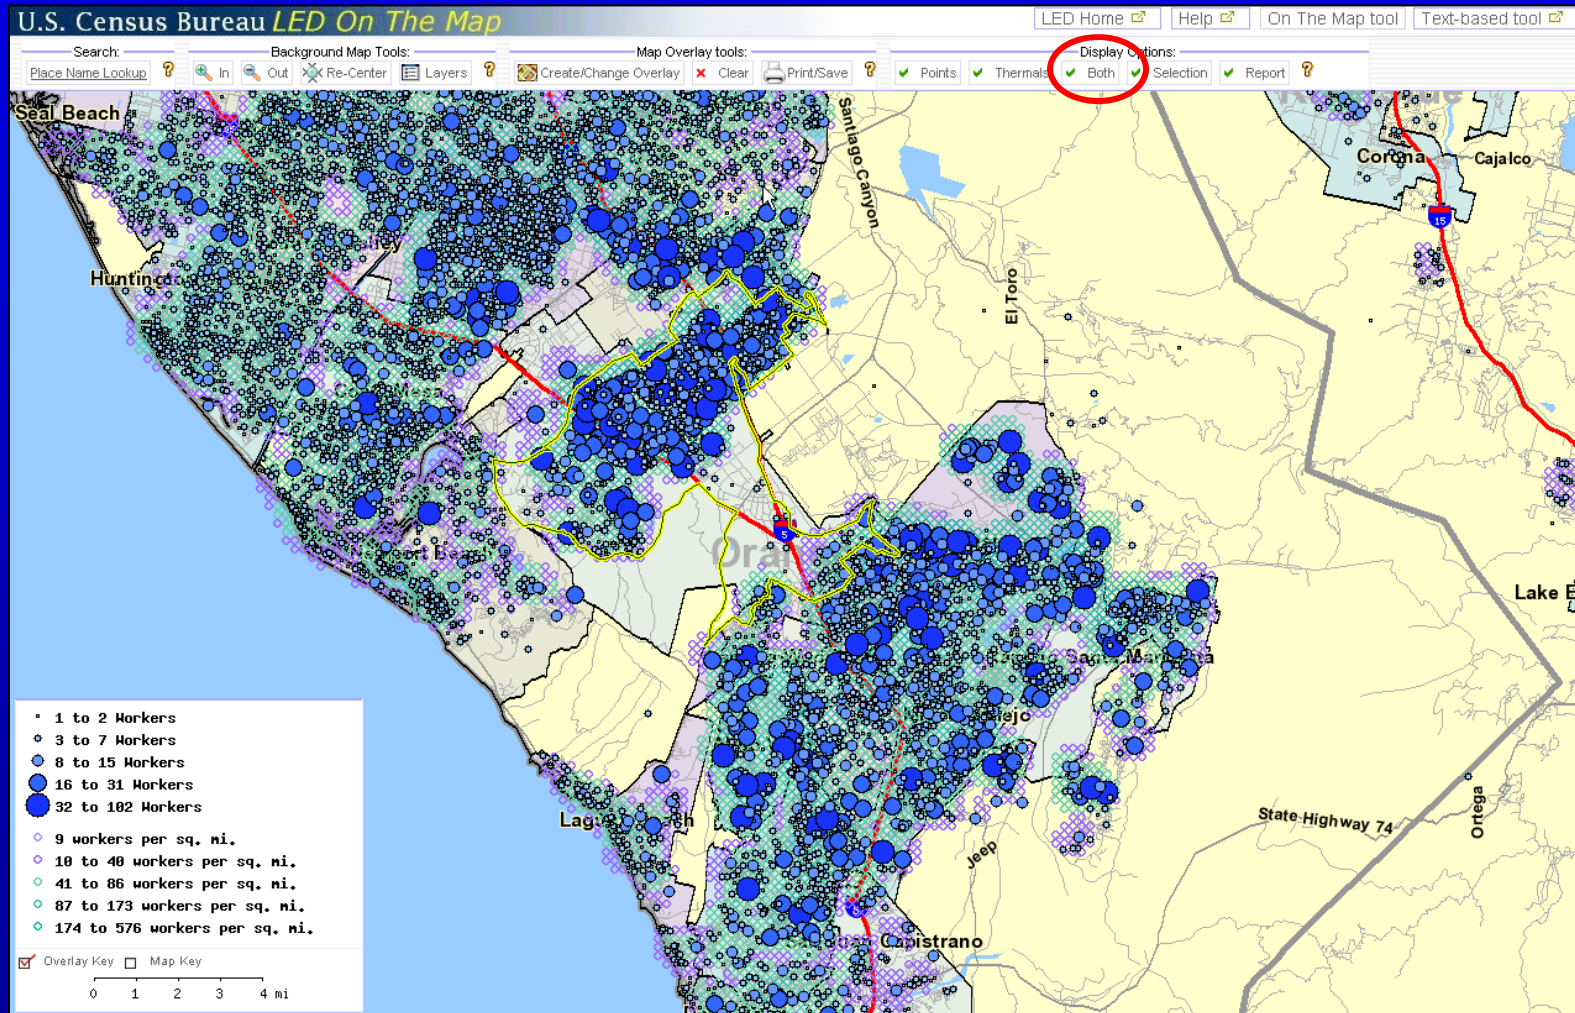 U.S. Census Bureau LED On The Map
LED Home
Help
On The Map tool
Text-based tool
Search:
Background Map Tools:
Map Overlay tools:
Display Options:
Place Name Lookup
?
In
Out
Re-Center
Layers
?
Create/Change Overlay
Clear
Print/Save
?
Points
Thermals
Both
Selection
Report
?
Seal Beach
Santiago Canyon
Corona
Cajalco
15
El Toro
5
Lake E
State Highway 74
Ortega
Jeep
Capistrano
1 to 2 Workers
3 to 7 Workers
8 to 15 Workers
16 to 31 Workers
32 to 102 Workers
9 workers per sq. mi.
10 to 40 workers per sq. mi.
41 to 86 workers per sq. mi.
87 to 173 workers per sq. mi.
174 to 576 workers per sq. mi.
Overlay Key
Map Key
0 1 2 3 4 mi